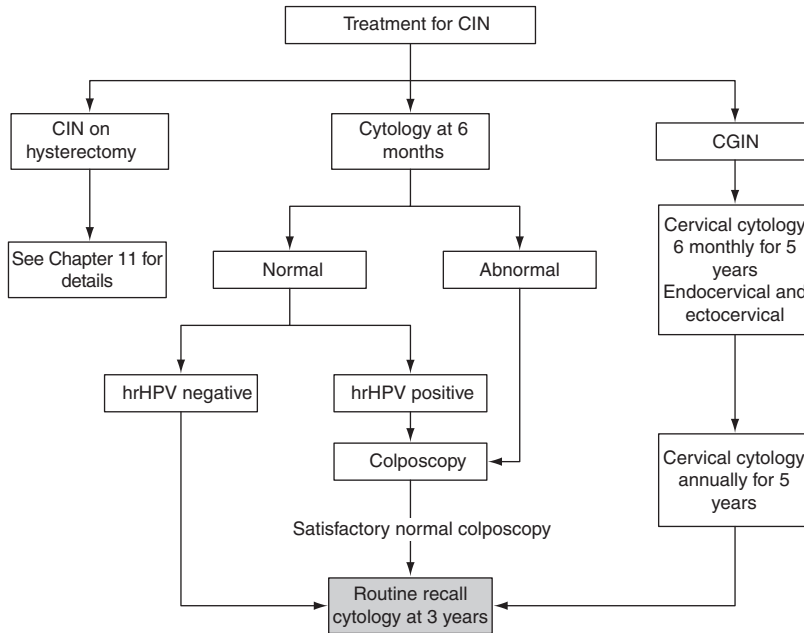 Treatment for CIN
CIN on
hysterectomy
Cytology at 6
months
CGIN
See Chapter 11 for
details
Normal
Abnormal
Cervical cytology
6 monthly for 5
years
Endocervical and
ectocervical
hrHPV negative
hrHPV positive
Colposcopy
Cervical cytology
annually for 5
years
Satisfactory normal colposcopy
Routine recall
cytology at 3 years